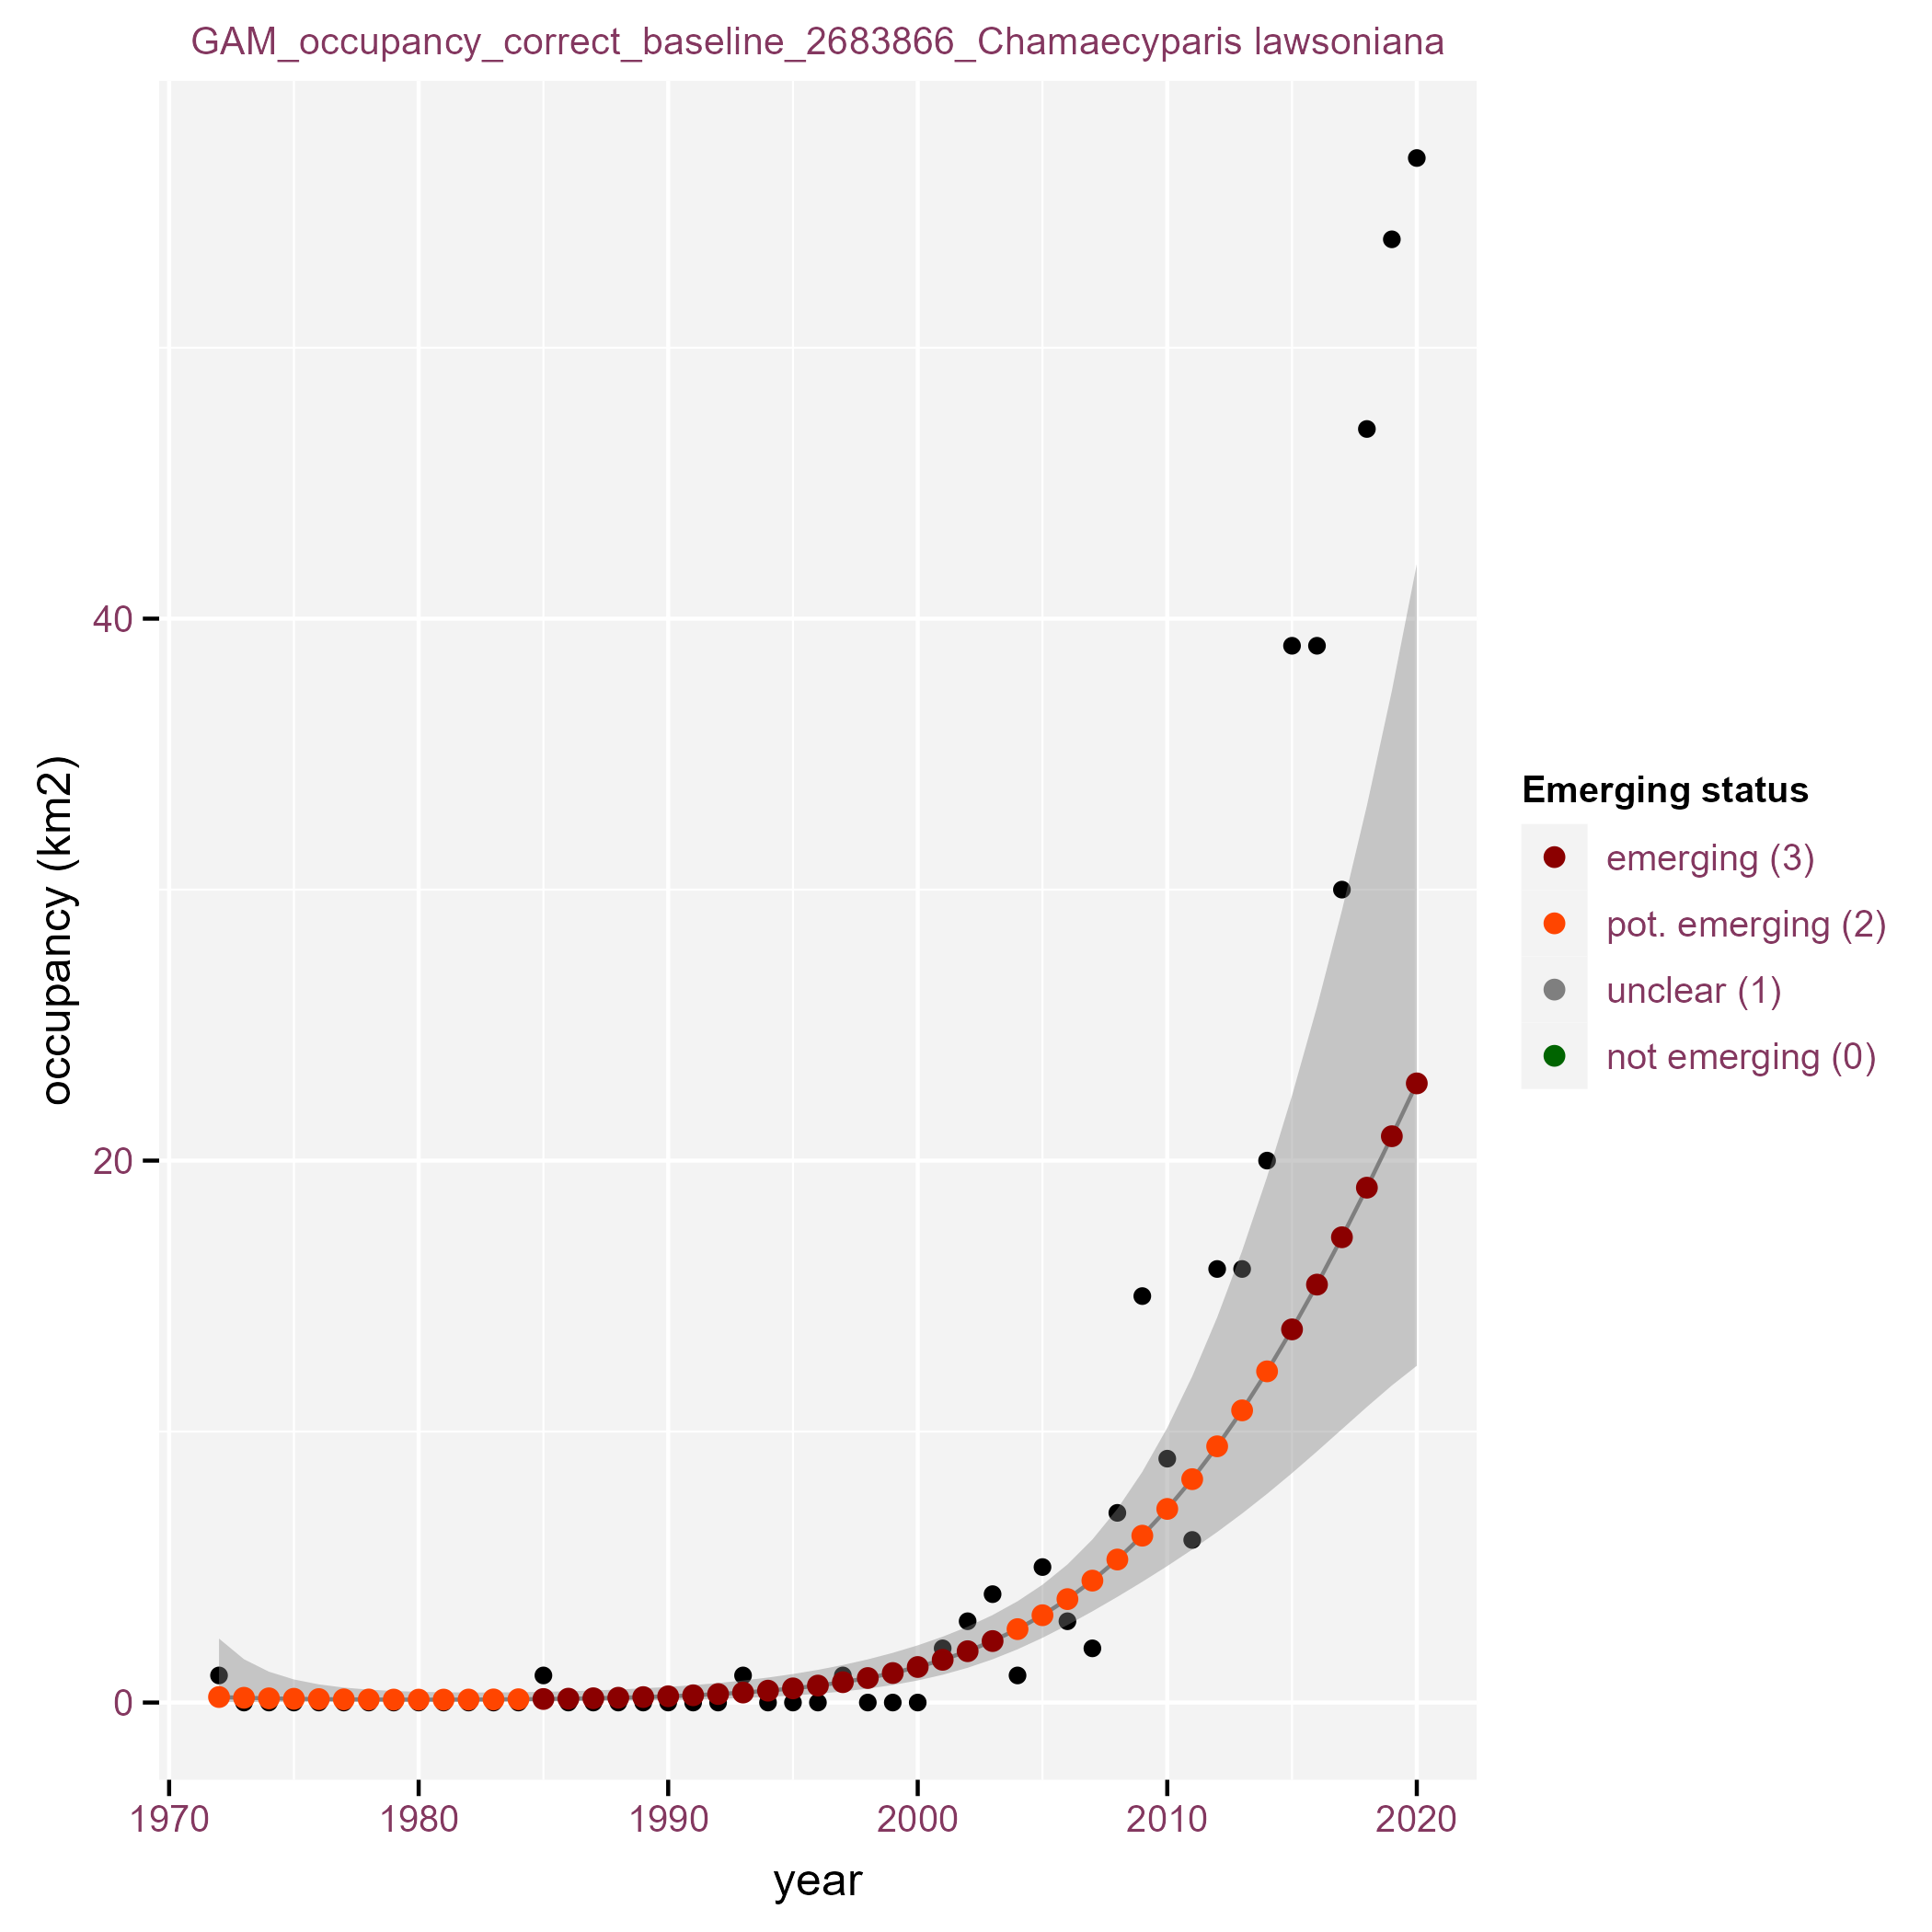 GAM_occupancy_correct_baseline_2683866_Chamaecyparis lawsoniana
occupancy (km2)
40
20
0
1970 1980 1990 2000 2010 2020
year
Emerging status
emerging (3)
pot. emerging (2)
unclear (1)
not emerging (0)